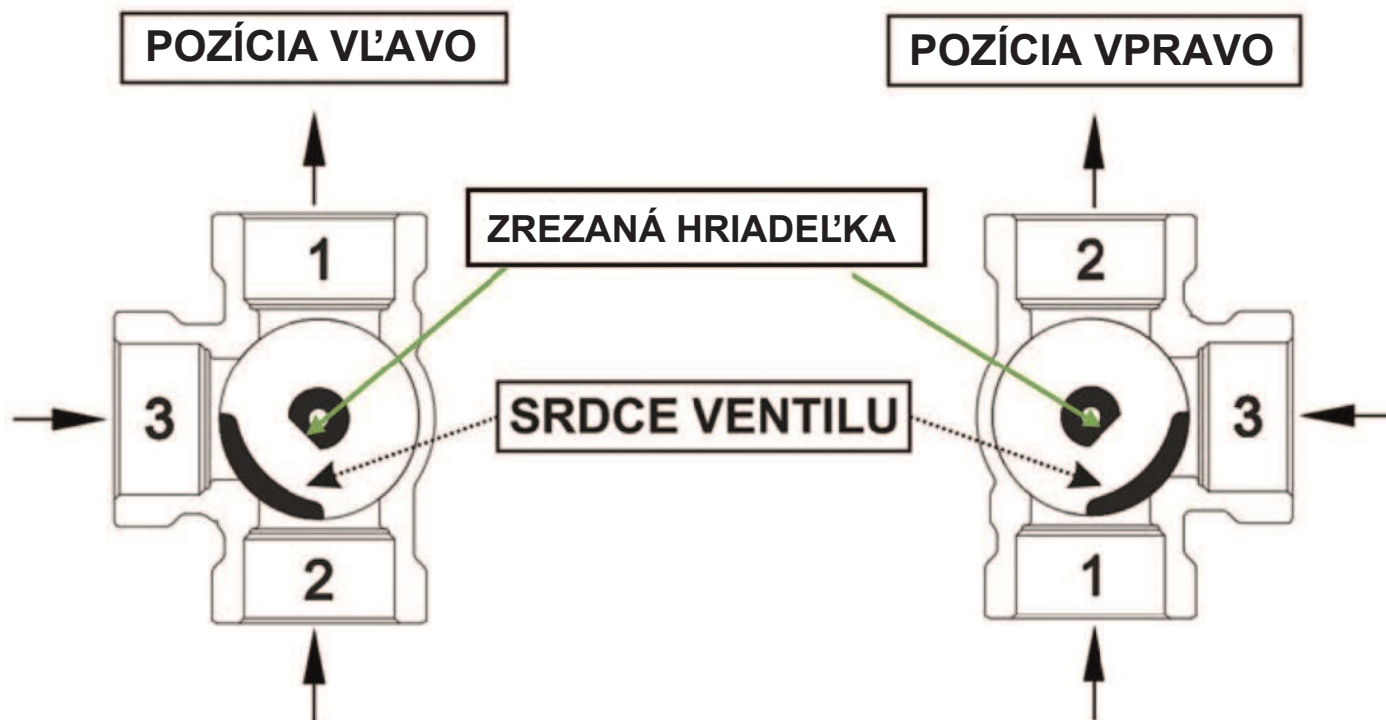 POZÍCIA VĽAVO
POZÍCIA VPRAVO
ZREZANÁ HRIADEĽKA
1
2
3
SRDCE VENTILU
3
2
1